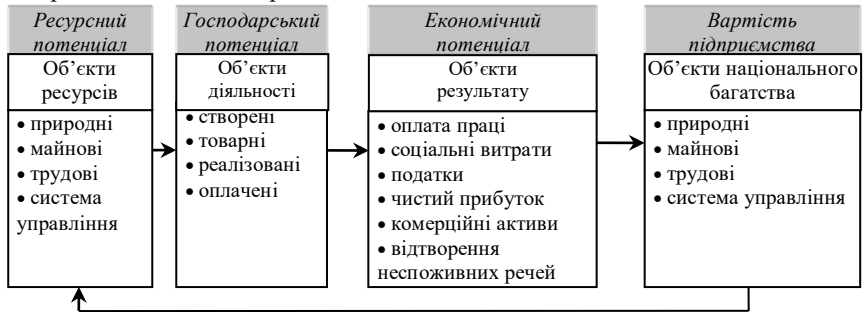 Ресурсний
потенціал
Об’єкти
ресурсів
• природні
• майнові
• трудові
• система
управління
Господарський
потенціал
Об’єкти
діяльності
• створені
• товарні
• реалізовані
• оплачені
Економічний
потенціал
Об’єкти
результату
• оплата праці
• соціальні витрати
• податки
• чистий прибуток
• комерційні активи
• відтворення
неспоживних речей
Вартість
підприємства
Об’єкти національного
багатства
• природні
• майнові
• трудові
• система управління